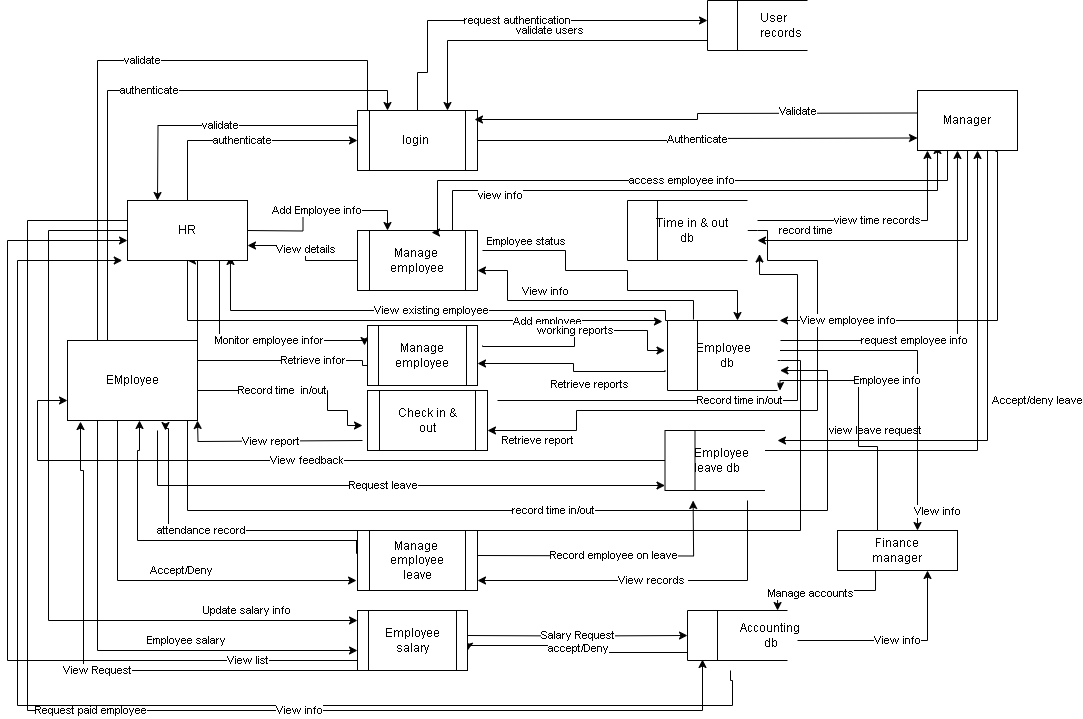 request authentication
User
records
validate users
validate
authenticate
Validate
Manager
validate
login
authenticate
Authenticate
access employee info
view info
Add Employee info
Time in & out
db
view time records
record time
HR
Employee status
View details
Manage
employee
View info
View existing employee
Add employee
View employee info
working reports
Monitor employee infor
request employee info
Manage
employee
Employee
db
Retrieve infor
EMployee
Retrieve reports
Employee info
Record time in/out
Record time in/out
Accept/deny leave
Check in &
out
View report
Retrieve report
view leave request
View feedback
Employee
leave db
Request leave
record time in/out
VIew info
attendance record
Manage
employee
leave
Finance
manager
Record employee on leave
Accept/Deny
View records
Manage accounts
Update salary info
Employee
salary
Accounting
db
Salary Request
Employee salary
View info
accept/Deny
View list
View Request
Request paid employee
View info